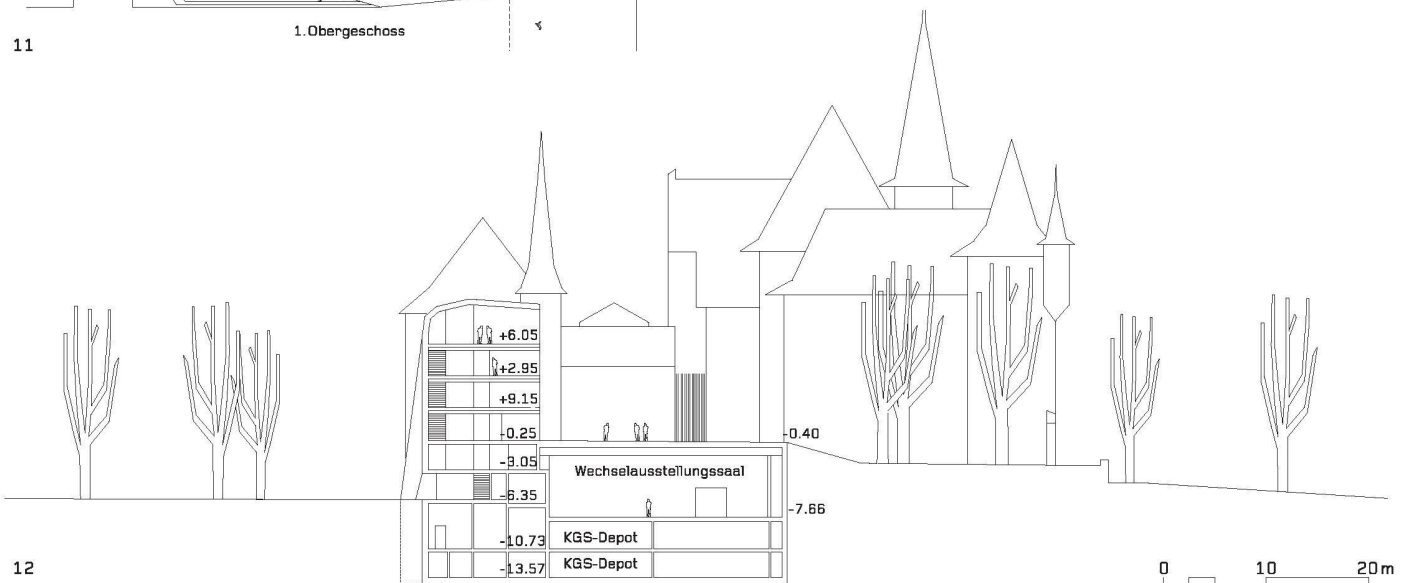 1.Obergeschoss
11
+6.05
+2.95
+9.15
-0.25
-0.40
-3.05
Wechselausstellungssaal
-6.35
-7.66
-10.73 KGS-Depot
-13.57 KGS-Depot
12
0 10 20m